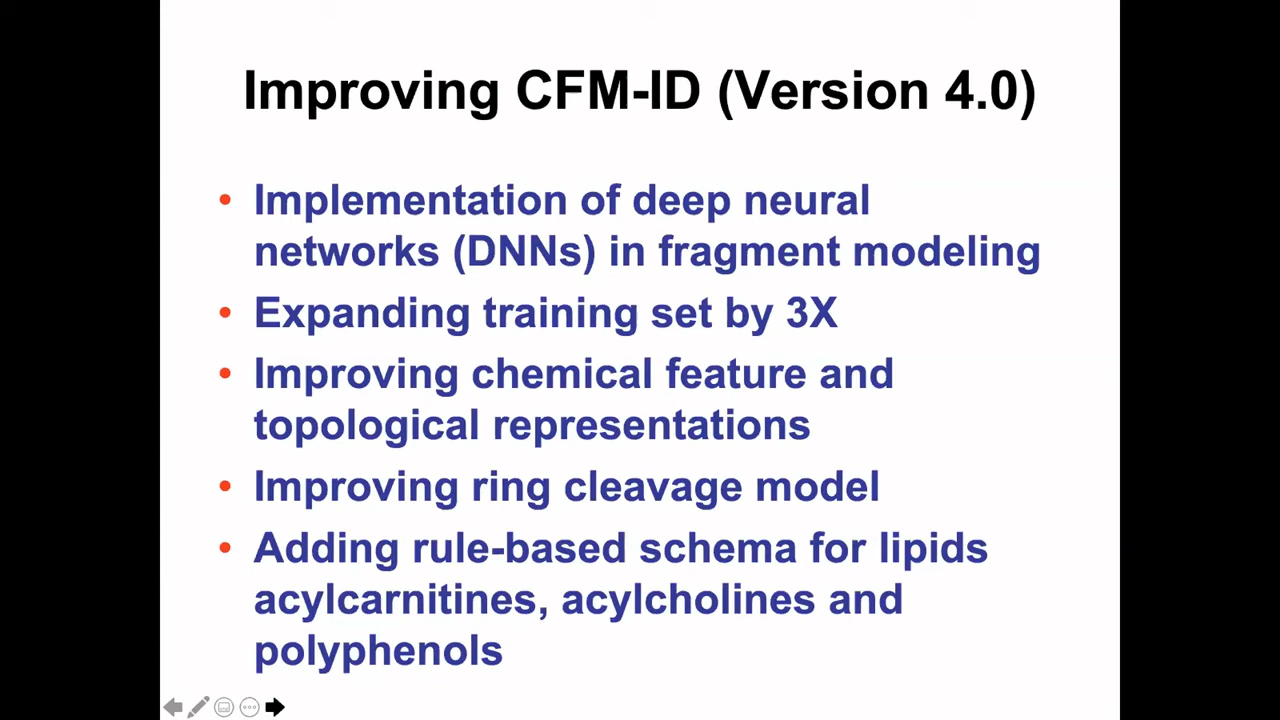 Improving CFM-ID (Version 4.0)
• Implementation of deep neural
networks (DNNs) in fragment modeling
• Expanding training set by 3X
• Improving chemical feature and
topological representations
• Improving ring cleavage model
• Adding rule-based schema for lipids
acylcarnitines, acylcholines and
polyphenols